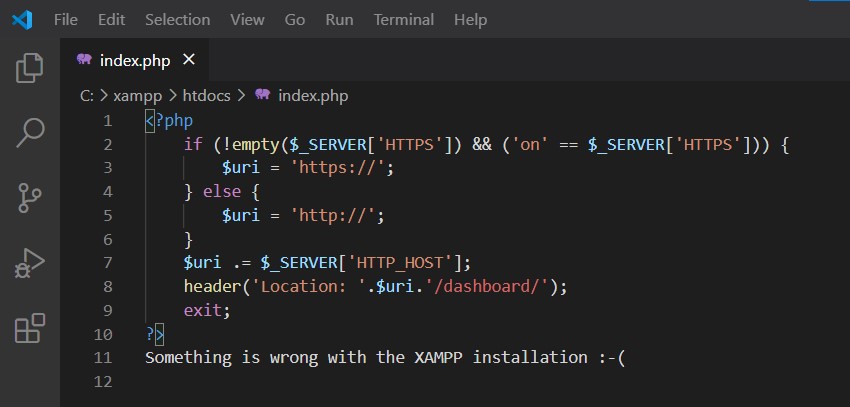 File Edit Selection View Go Run Terminal Help
index.php
C: > xampp > htdocs > index.php
1 <?php
2     if (!empty($_SERVER['HTTPS']) && ('on' == $_SERVER['HTTPS'])) {
3         $uri = 'https://';
4     } else {
5         $uri = 'http://';
6     }
7     $uri .= $_SERVER['HTTP_HOST'];
8     header('Location: '.$uri.'/dashboard/');
9     exit;
10 ?>
11 Something is wrong with the XAMPP installation :-(
12